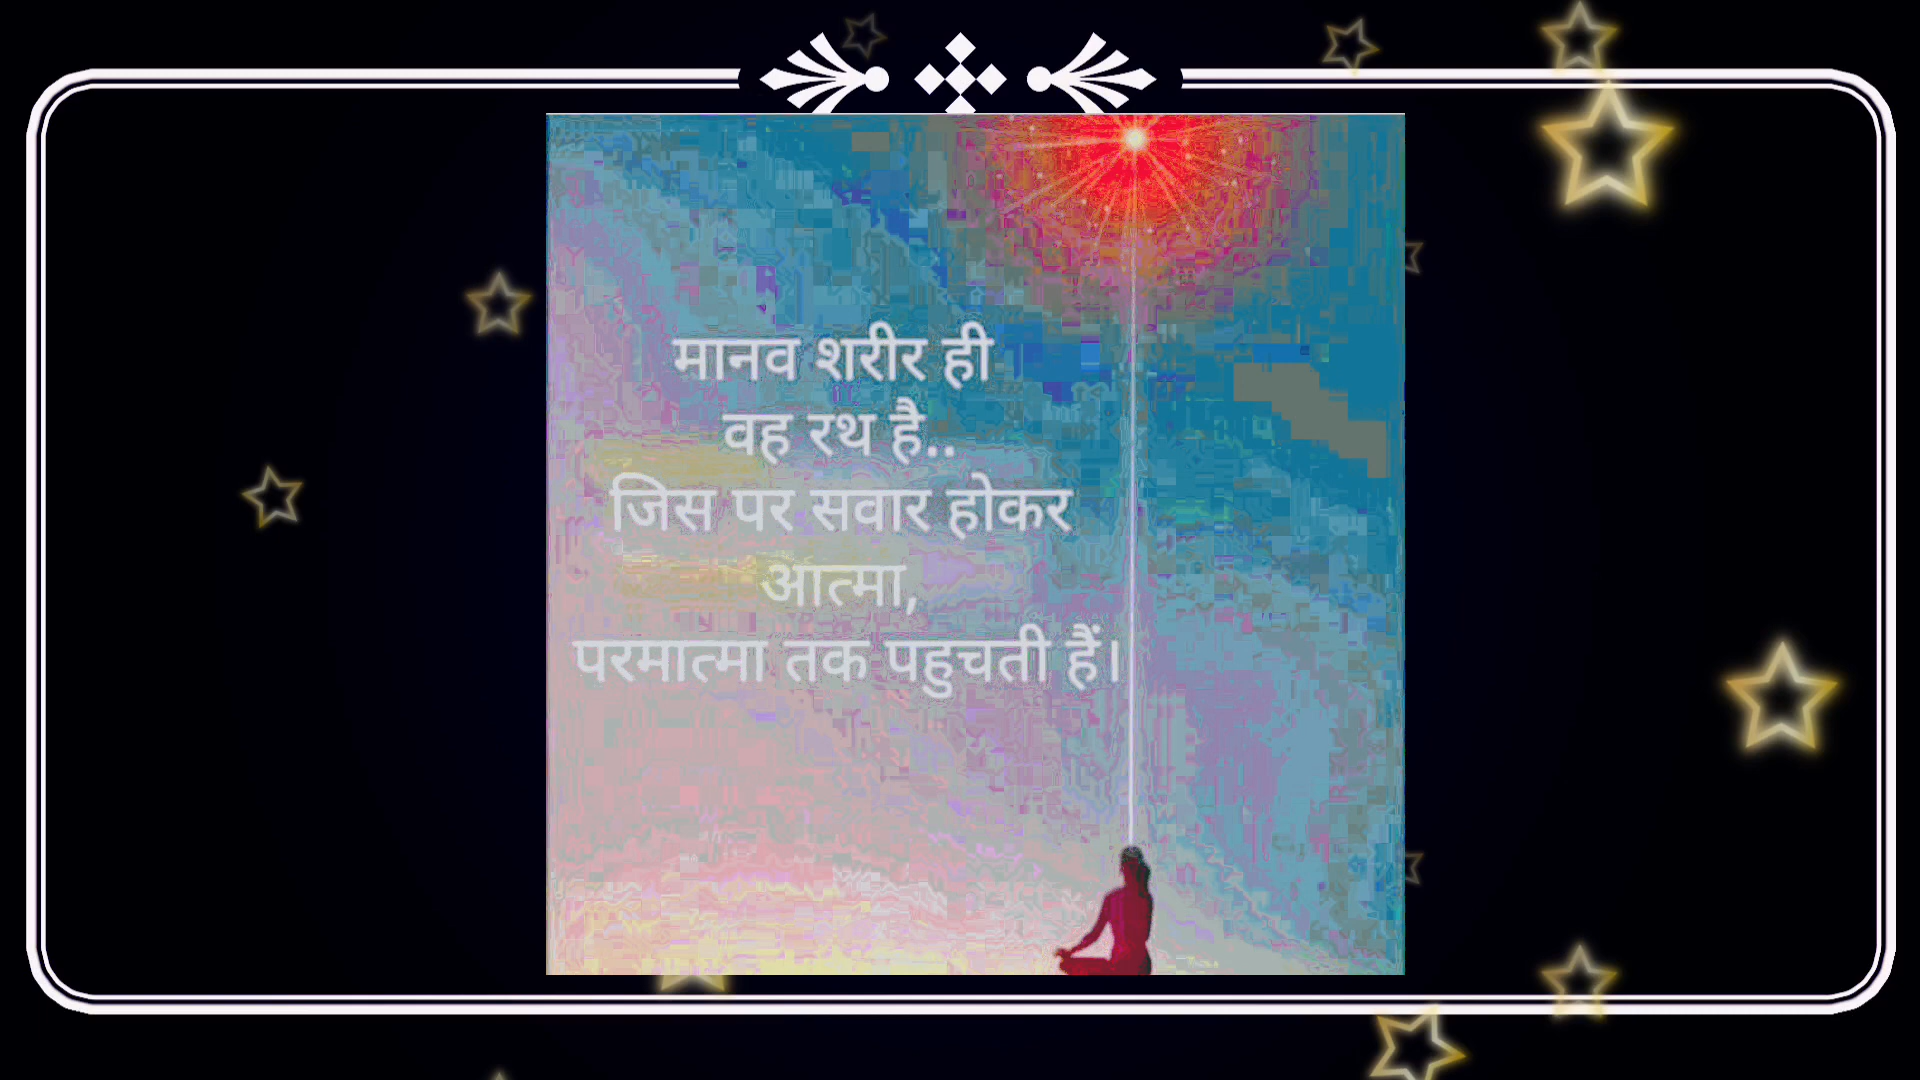 मानव शरीर ही
वह रथ है..
जिस पर सवार होकर
आत्मा,
परमात्मा तक पहुचती हैं।